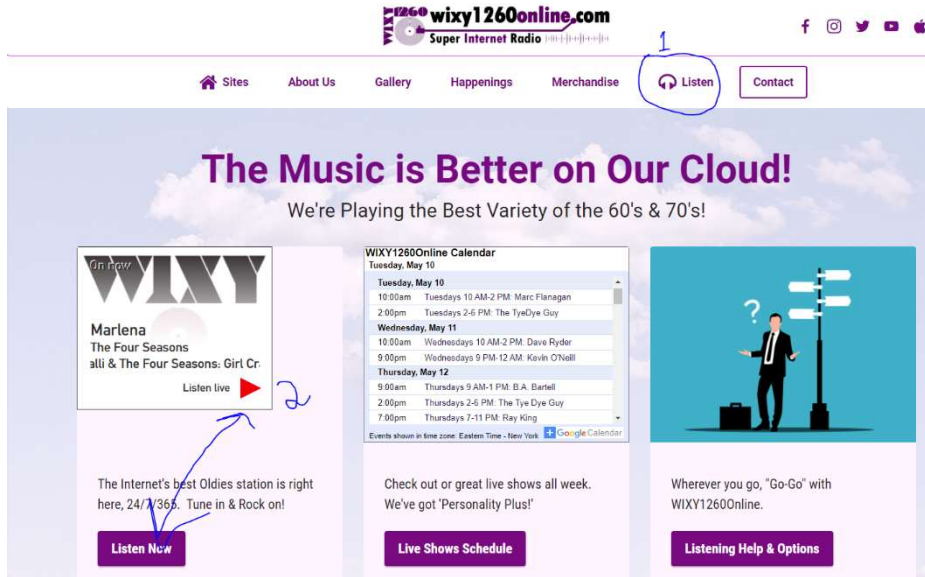 WIXY1260 wixy1260online.com
Super Internet Radio
1
Sites About Us Gallery Happenings Merchandise Listen Contact
The Music is Better on Our Cloud!
We're Playing the Best Variety of the 60's & 70's!
On now
WIXY
Marlena
The Four Seasons
alli & The Four Seasons: Girl Cr
Listen live
2
The Internet's best Oldies station is right
here, 24/7/365. Tune in & Rock on!
Listen Now
WIXY1260Online Calendar
Tuesday, May 10
Tuesday, May 10
10:00am Tuesdays 10 AM-2 PM: Marc Flanagan
2:00pm Tuesdays 2-6 PM: The TyeDye Guy
Wednesday, May 11
10:00am Wednesdays 10 AM-2 PM: Dave Ryder
9:00pm Wednesdays 9 PM-12 AM: Kevin O'Neill
Thursday, May 12
9:00am Thursdays 9 AM-1 PM: B.A. Bartell
2:00pm Thursdays 2-6 PM: The Tye Dye Guy
7:00pm Thursdays 7-11 PM: Ray King
Events shown in time zone: Eastern Time - New York + Google Calendar
Check out or great live shows all week.
We've got 'Personality Plus!'
Live Shows Schedule
?
Wherever you go, "Go-Go" with
WIXY1260Online.
Listening Help & Options